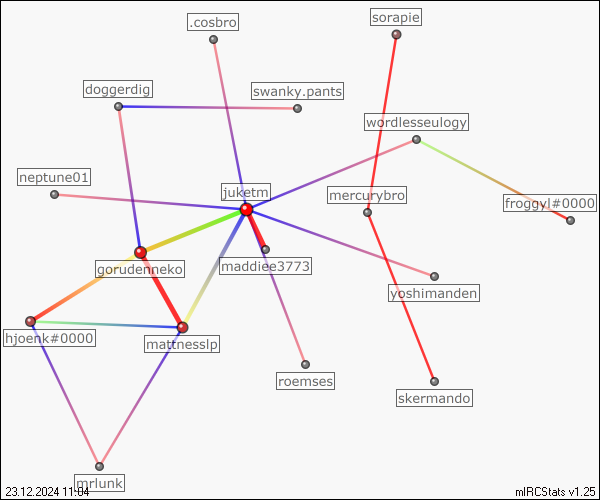 .cosbro
sorapie
doggerdig
swanky.pants
wordlesseulogy
neptune01
juketm
mercurybro
froggyl#0000
gorudenneko
maddiee3773
yoshimanden
hjoenk#0000
mattnesslp
roemses
skermando
mrlunk
23.12.2024 11:04
mIRCStats v1.25